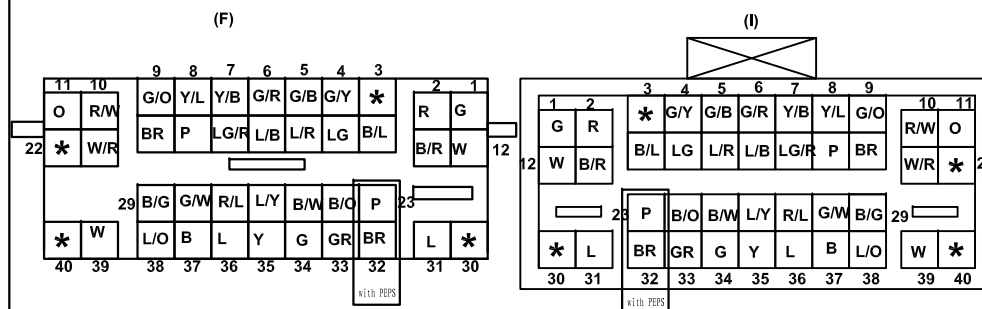 (F) (I)
11 10 9 8 7 6 5 4 3 2 1
O R/W G/O Y/L Y/B G/R G/B G/Y * R G
22 * W/R BR P LG/R L/B L/R LG B/L B/R W 12
29 B/G G/W R/L L/Y B/W B/O P 23
* W L/O B L Y G GR BR L *
40 39 38 37 36 35 34 33 32 31 30
with PEPS
1 2 3 4 5 6 7 8 9 10 11
G R * G/Y G/B G/R Y/B Y/L G/O R/W O
12 W B/R B/L LG L/R L/B LG/R P BR W/R *
23 P B/O B/W L/Y R/L G/W B/G 29
* L BR GR G Y L B L/O W *
30 31 32 33 34 35 36 37 38 39 40
with PEPS